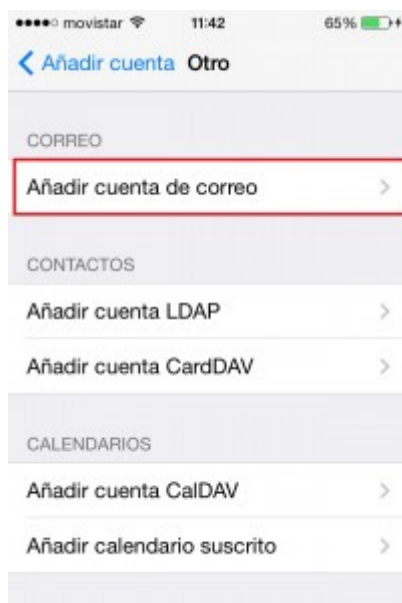 movistar 11:42 65%
Añadir cuenta Otro
CORREO
Añadir cuenta de correo
CONTACTOS
Añadir cuenta LDAP
Añadir cuenta CardDAV
CALENDARIOS
Añadir cuenta CalDAV
Añadir calendario suscrito